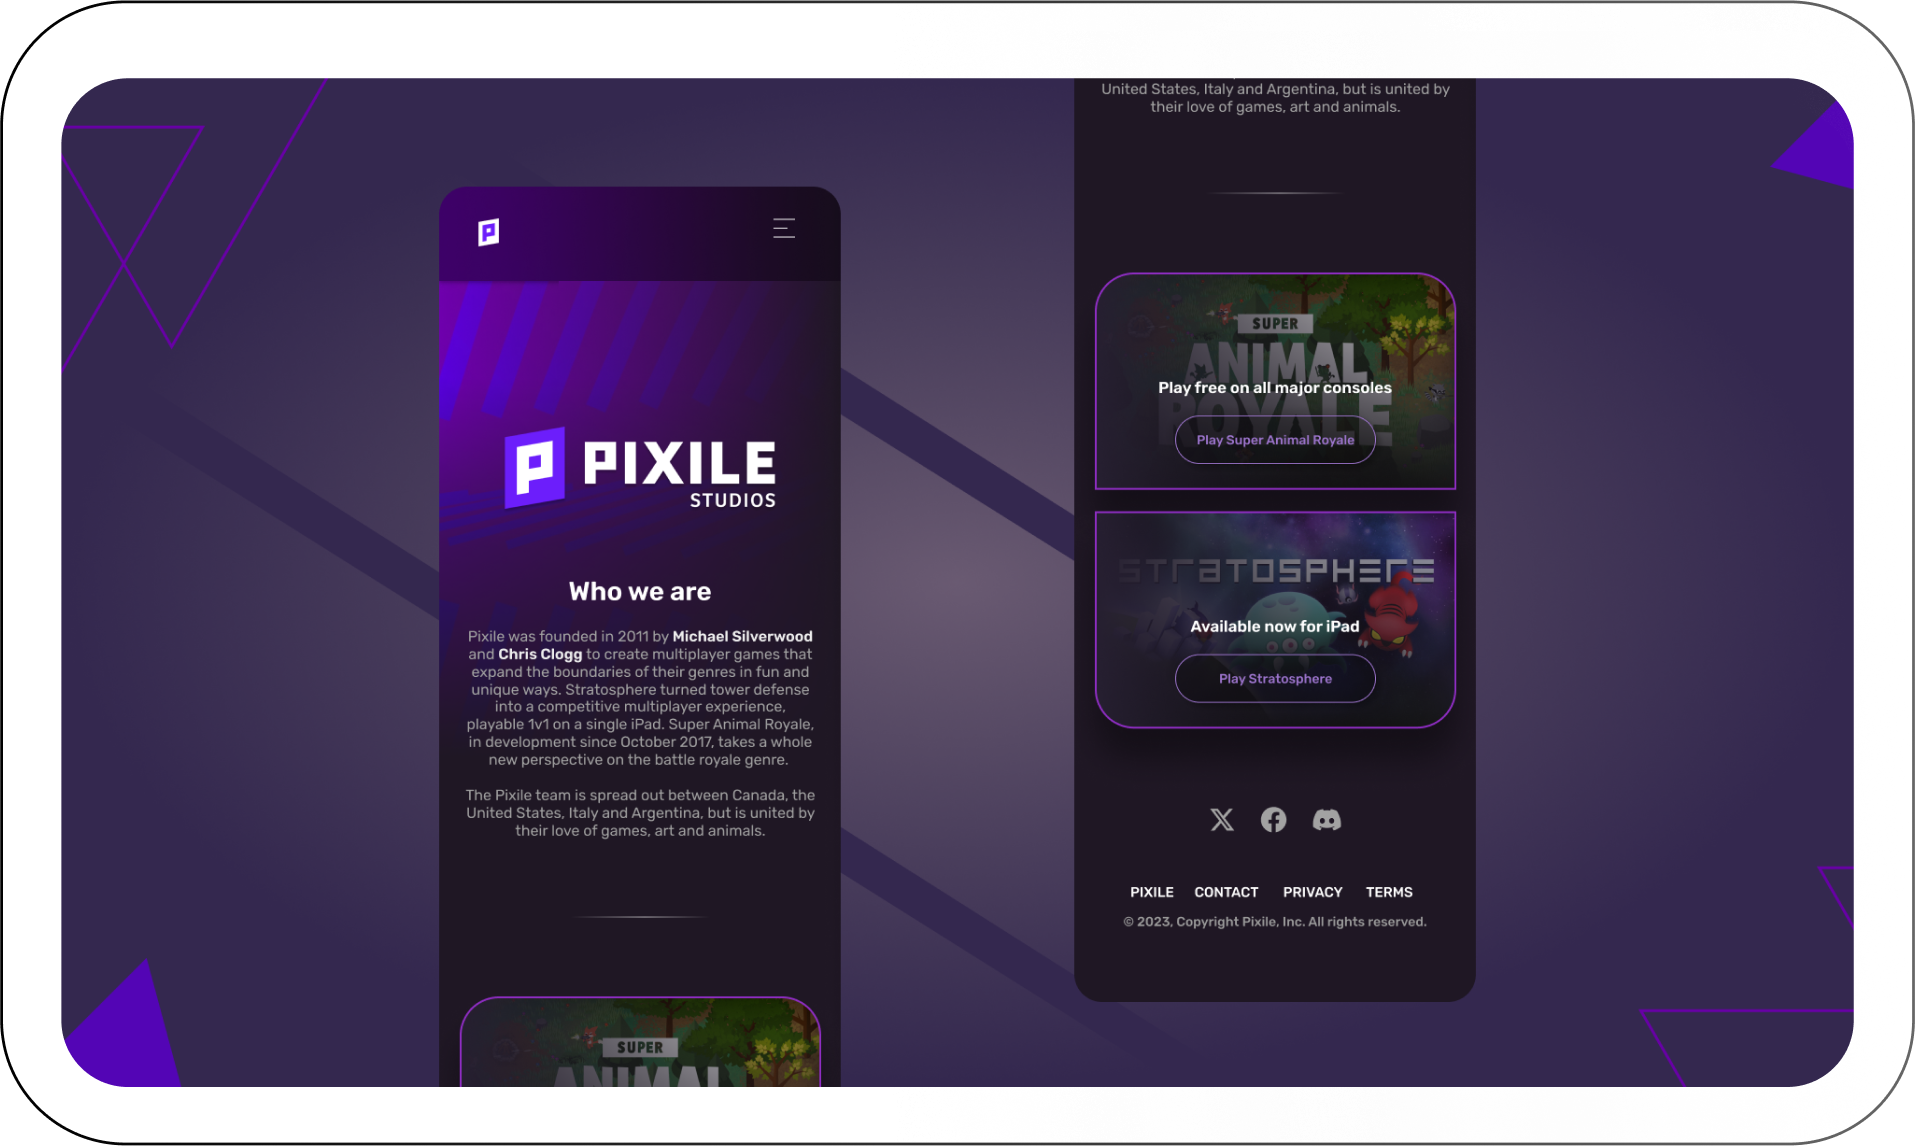 PIXILE
STUDIOS
Who we are
Pixile was founded in 2011 by Michael Silverwood
and Chris Clogg to create multiplayer games that
expand the boundaries of their genres in fun and
unique ways. Stratosphere turned tower defense
into a competitive multiplayer experience,
playable 1v1 on a single iPad. Super Animal Royale,
in development since October 2017, takes a whole
new perspective on the battle royale genre.
The Pixile team is spread out between Canada, the
United States, Italy and Argentina, but is united by
their love of games, art and animals.
SUPER
ANIMAL
United States, Italy and Argentina, but is united by
their love of games, art and animals.
SUPER
ANIMAL
ROYALE
Play free on all major consoles
Play Super Animal Royale
STRATOSPHERE
Available now for iPad
Play Stratosphere
PIXILE CONTACT PRIVACY TERMS
© 2023, Copyright Pixile, Inc. All rights reserved.